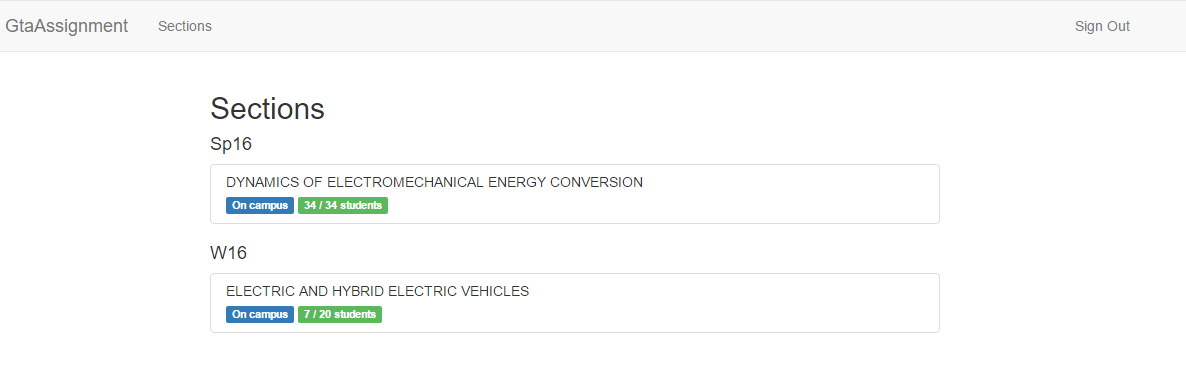 GtaAssignment Sections Sign Out
Sections
Sp16
DYNAMICS OF ELECTROMECHANICAL ENERGY CONVERSION
On campus 34 / 34 students
W16
ELECTRIC AND HYBRID ELECTRIC VEHICLES
On campus 7 / 20 students